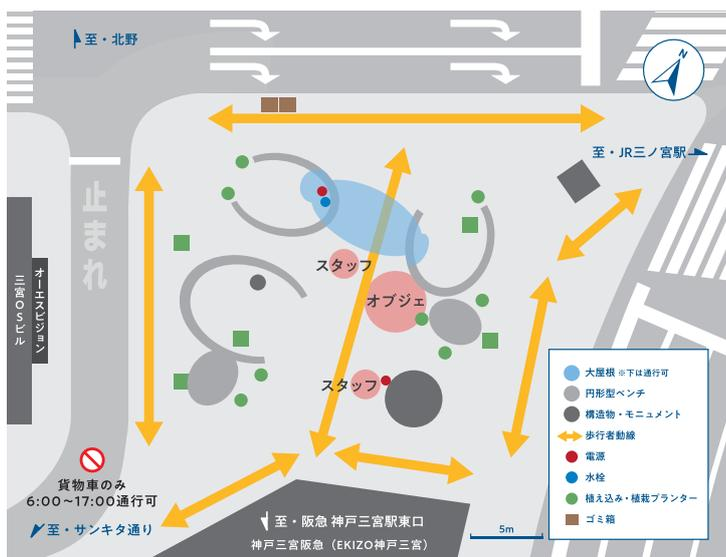 至・北野
N
至・JR三ノ宮駅
止まれ
スタッフ
オブジェ
オーエスビジョン
三宮OSビル
スタッフ
大屋根 ※下は通行可
円形型ベンチ
構造物・モニュメント
歩行者動線
電源
水栓
植え込み・植栽プランター
ゴミ箱
貨物車のみ
6:00~17:00通行可
至・サンキタ通り
至・阪急 神戸三宮駅東口
神戸三宮阪急（EKIZO神戸三宮）
5m